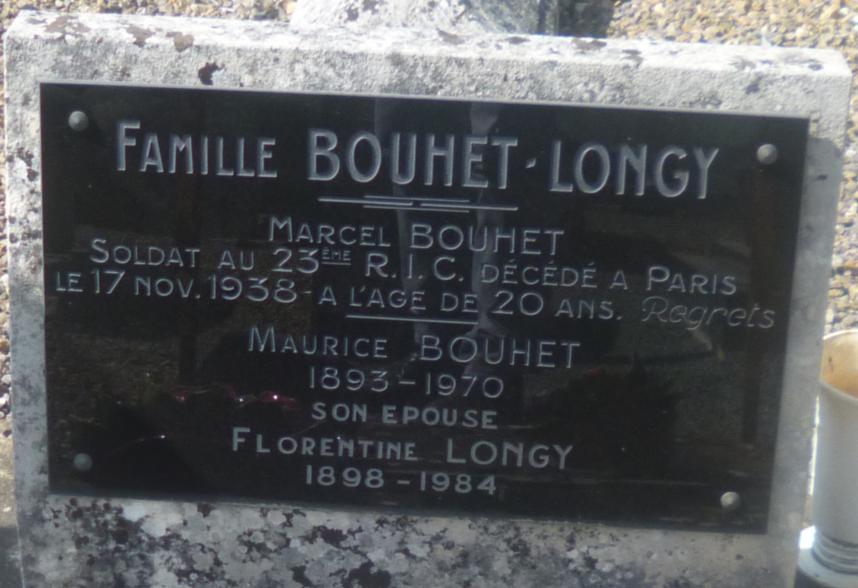 FAMILLE BOUHET-LONGY
MARCEL BOUHET
SOLDAT AU 23ÈME R.I.C. DÉCÉDÉ A PARIS
LE 17 NOV. 1938 - A L'AGE DE 20 ANS. Regrets
MAURICE BOUHET
1893-1970
SON EPOUSE
FLORENTINE LONGY
1898-1984